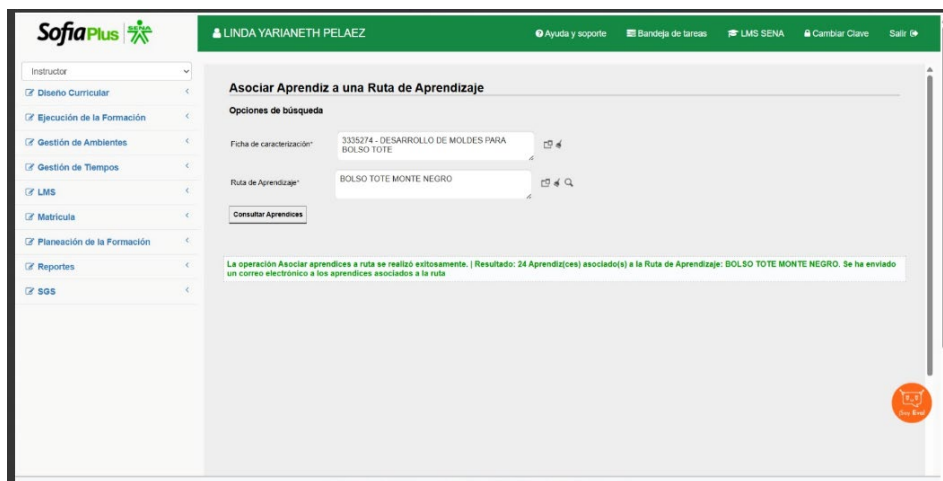 Sofia Plus SENA
LINDA YARIANETH PELAEZ
Ayuda y soporte
Bandeja de tareas
LMS SENA
Cambiar Clave
Salir
Instructor
Diseño Curricular
Ejecución de la Formación
Gestión de Ambientes
Gestión de Tiempos
LMS
Matricula
Planeación de la Formación
Reportes
SGS
Asociar Aprendiz a una Ruta de Aprendizaje
Opciones de búsqueda
Ficha de caracterización*
3335274 - DESARROLLO DE MOLDES PARA
BOLSO TOTE
Ruta de Aprendizaje*
BOLSO TOTE MONTE NEGRO
Consultar Aprendices
La operación Asociar aprendices a ruta se realizó exitosamente. | Resultado: 24 Aprendiz(ces) asociado(s) a la Ruta de Aprendizaje: BOLSO TOTE MONTE NEGRO. Se ha enviado
un correo electrónico a los aprendices asociados a la ruta